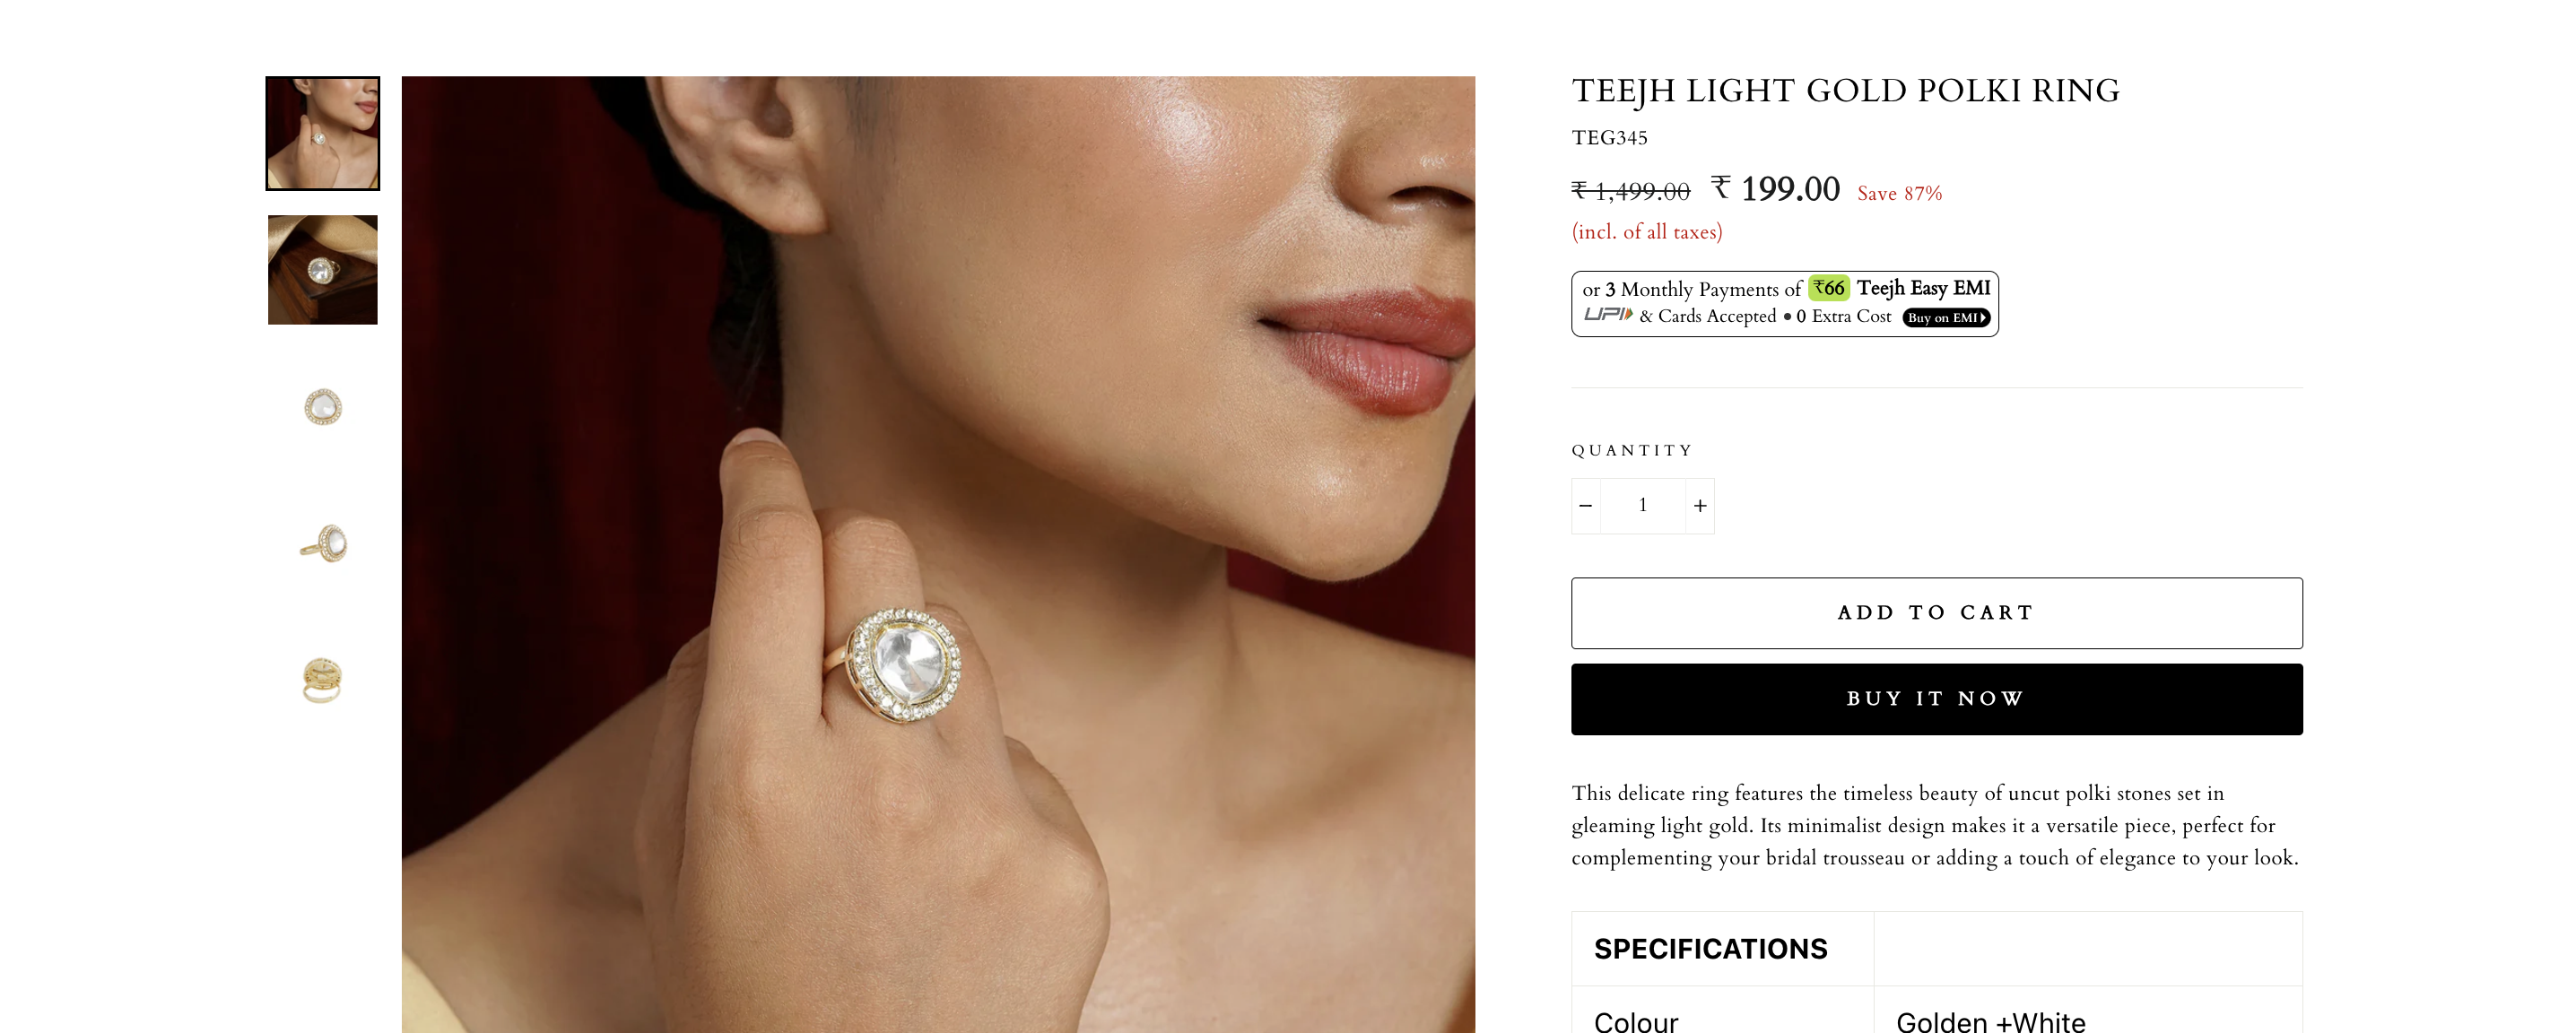 TEEJH LIGHT GOLD POLKI RING
TEG345
₹ 1,499.00 ₹ 199.00 Save 87%
(incl. of all taxes)
or 3 Monthly Payments of ₹66 Teejh Easy EMI
UPI & Cards Accepted • 0 Extra Cost Buy on EMI
QUANTITY
− 1 +
ADD TO CART
BUY IT NOW
This delicate ring features the timeless beauty of uncut polki stones set in
gleaming light gold. Its minimalist design makes it a versatile piece, perfect for
complementing your bridal trousseau or adding a touch of elegance to your look.
SPECIFICATIONS
Colour Golden +White